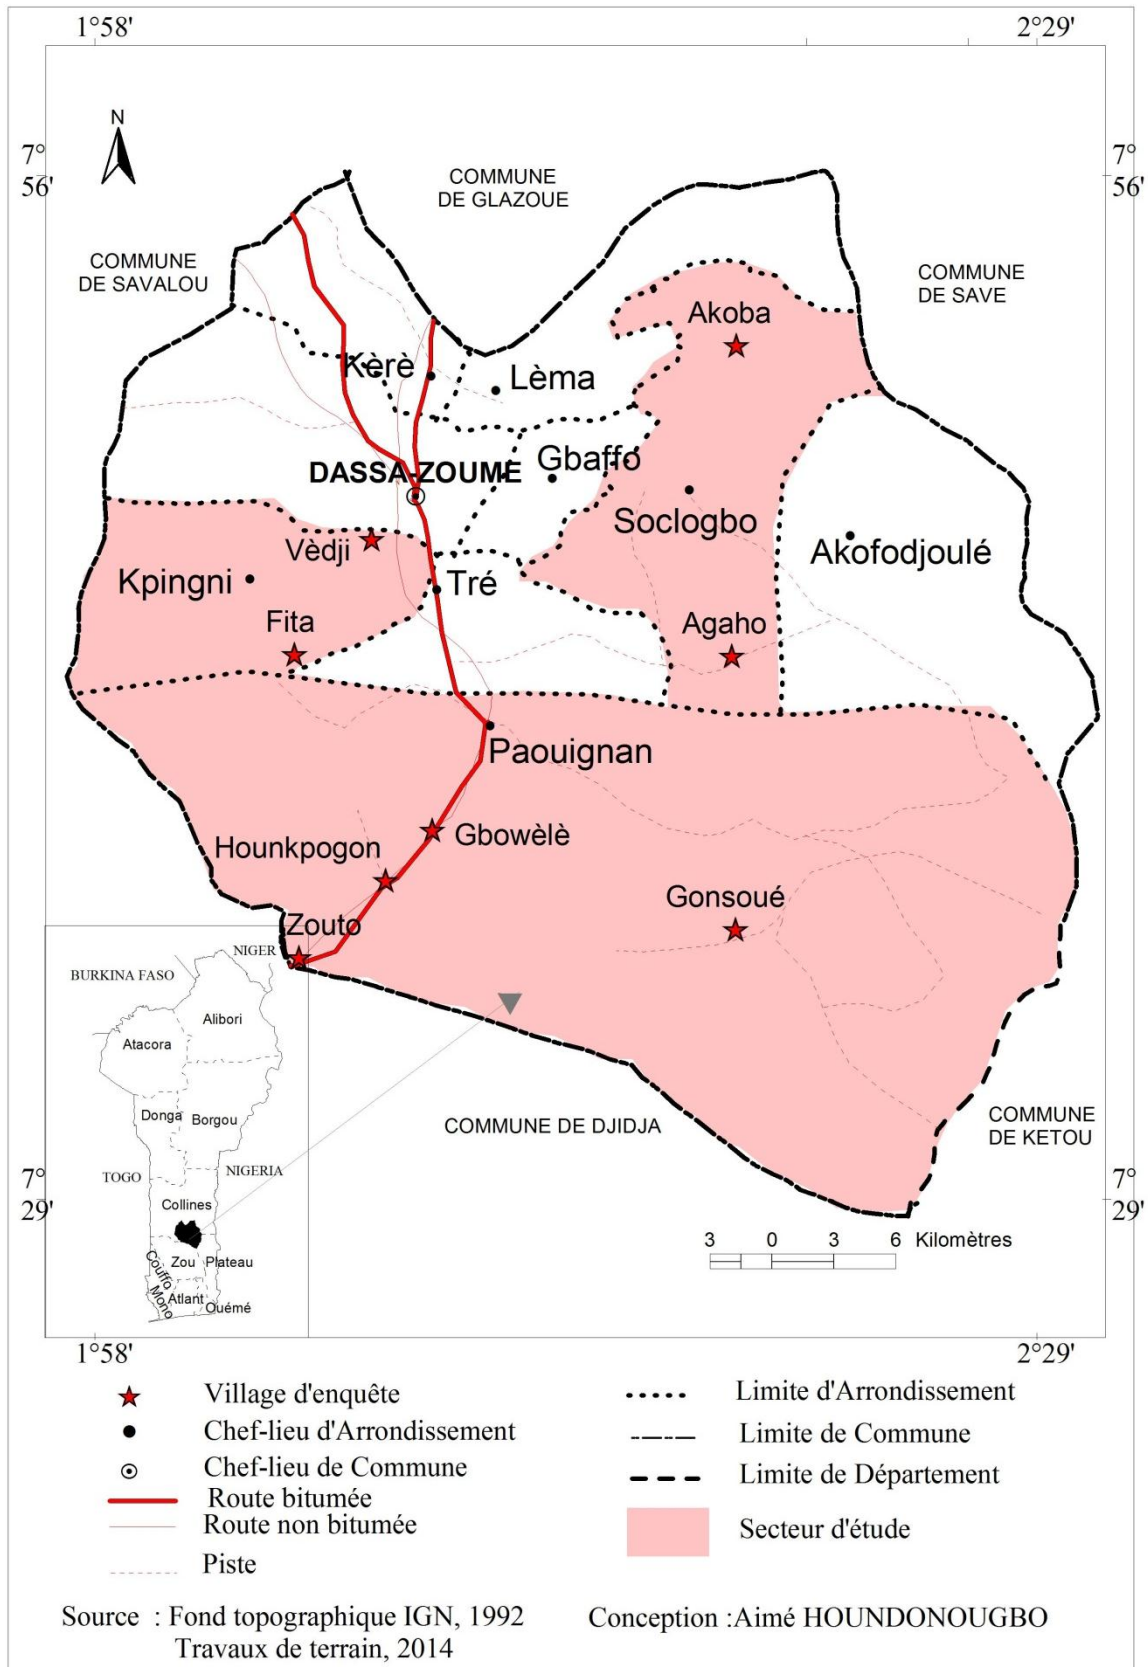 1°58'
2°29'
N
7°
56'
7°
56'
COMMUNE
DE GLAZOUE
COMMUNE
DE SAVALOU
COMMUNE
DE SAVE
Akoba
Kèrè
Lèma
Gbaffo
DASSA-ZOUME
Soclogbo
Vèdji
Akofodjoulé
Kpingni
Tré
Fita
Agaho
Paouignan
Gbowèlè
Hounkpogon
Gonsoué
Zouto
NIGER
BURKINA FASO
Alibori
Atacora
Donga
Borgou
COMMUNE DE DJIDJA
COMMUNE
DE KETOU
TOGO
NIGERIA
7°
29'
7°
29'
Collines
Zou
Plateau
Couffo
Mono
Atlant
Ouémé
3 0 3 6 Kilomètres
1°58'
2°29'
Village d'enquête
Chef-lieu d'Arrondissement
Chef-lieu de Commune
Route bitumée
Route non bitumée
Piste
Limite d'Arrondissement
Limite de Commune
Limite de Département
Secteur d'étude
Source : Fond topographique IGN, 1992
Travaux de terrain, 2014
Conception :Aimé HOUNDONOUGBO